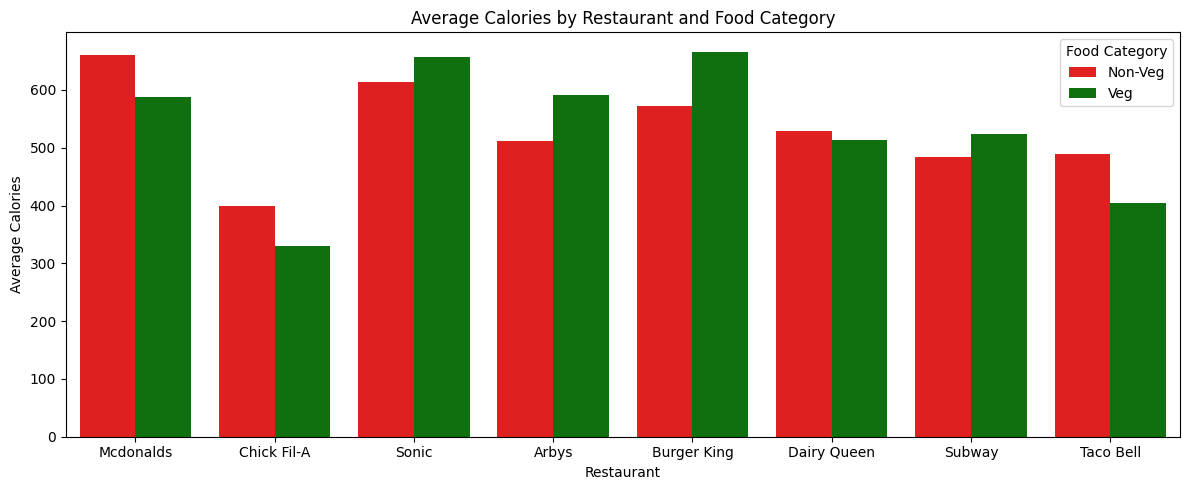 Average Calories by Restaurant and Food Category
Food Category
Non-Veg
Veg
Average Calories
600
500
400
300
200
100
0
Mcdonalds
Chick Fil-A
Sonic
Arbys
Burger King
Dairy Queen
Subway
Taco Bell
Restaurant